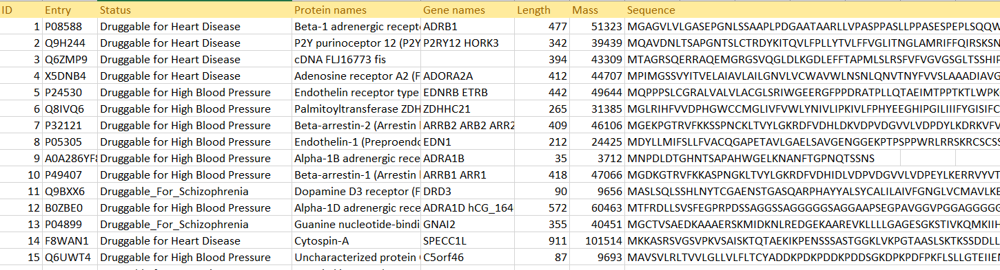 ID Entry Status Protein names Gene names Length Mass Sequence
1 P08588 Druggable for Heart Disease Beta-1 adrenergic recept ADRB1 477 51323 MGAGVLVLGASEPGNLSSAAPLPDGAATAARLLVPASPPASLLPPASESPEPLSQQW
2 Q9H244 Druggable for Heart Disease P2Y purinoceptor 12 (P2Y P2RY12 HORK3 342 39439 MQAVDNLTSAPGNTSLCTRDYKITQVLFPLLYTVLFFVGLITNGLAMRIFFQIRSKSN
3 Q6ZMP9 Druggable for Heart Disease cDNA FLJ16773 fis 394 43309 MTAGRSQERRAQEMGRGSVQGLDLKGDLEFFTAPMLSLRSFVFVGVGSGLTSSHIP
4 X5DNB4 Druggable for Heart Disease Adenosine receptor A2 (F ADORA2A 412 44707 MPIMGSSVYITVELAIAVLAILGNVLVCWAVWLNSNLQNVTNYFVVSLAAADIAVG
5 P24530 Druggable for High Blood Pressure Endothelin receptor type EDNRB ETRB 442 49644 MQPPPSLCGRALVALVLACGLSRIWGEERGFPPDRATPLLQTAEIMTPPTKTLWPK
6 Q8IVQ6 Druggable for High Blood Pressure Palmitoyltransferase ZDH ZDHHC21 265 31385 MGLRIHFVVDPHGWCCMGLIVFVWLYNIVLIPKIVLFPHYEEGHIPGILIIIFYGISIFC
7 P32121 Druggable for High Blood Pressure Beta-arrestin-2 (Arrestin ARRB2 ARB2 ARR2 409 46106 MGEKPGTRVFKKSSPNCKLTVYLGKRDFVDHLDKVDPVDGVVLVDPDYLKDRKVFV
8 P05305 Druggable for High Blood Pressure Endothelin-1 (Preproendo EDN1 212 24425 MDYLLMIFSLLFVACQGAPETAVLGAELSAVGENGGEKPTPSPPWRLRRSKRCSCSS
9 A0A286YF8 Druggable for High Blood Pressure Alpha-1B adrenergic rece ADRA1B 35 3712 MNPDLDTGHNTSAPAHWGELKNANFTGPNQTSSNS
10 P49407 Druggable for High Blood Pressure Beta-arrestin-1 (Arrestin ARRB1 ARR1 418 47066 MGDKGTRVFKKASPNGKLTVYLGKRDFVDHIDLVDPVDGVVLVDPEYLKERRVYVT
11 Q9BXX6 Druggable_For_Schizophrenia Dopamine D3 receptor (F DRD3 90 9656 MASLSQLSSHLNYTCGAENSTGASQARPHAYYALSYCALILAIVFGNGLVCMAVLKE
12 B0ZBE0 Druggable for High Blood Pressure Alpha-1D adrenergic rece ADRA1D hCG_164 572 60463 MTFRDLLSVSFEGPRPDSSAGGSSAGGGGGSAGGAAPSEGPAVGGVPGGAGGGG
13 P04899 Druggable_For_Schizophrenia Guanine nucleotide-bindi GNAI2 355 40451 MGCTVSAEDKAAAERSKMIDKNLREDGEKAAREVKLLLLGAGESGKSTIVKQMKIIH
14 F8WAN1 Druggable for Heart Disease Cytospin-A SPECC1L 911 101514 MKKASRSVGSVPKVSAISKTQTAEKIKPENSSSASTGGKLVKPGTAASLSKTKSSDDLL
15 Q6UWT4 Druggable for High Blood Pressure Uncharacterized protein C5orf46 87 9693 MAVSVLRLTVVLGLLVLFLTCYADDKPDKPDDKPDDSGKDPKPDFPKFLSLLGTEIIEN